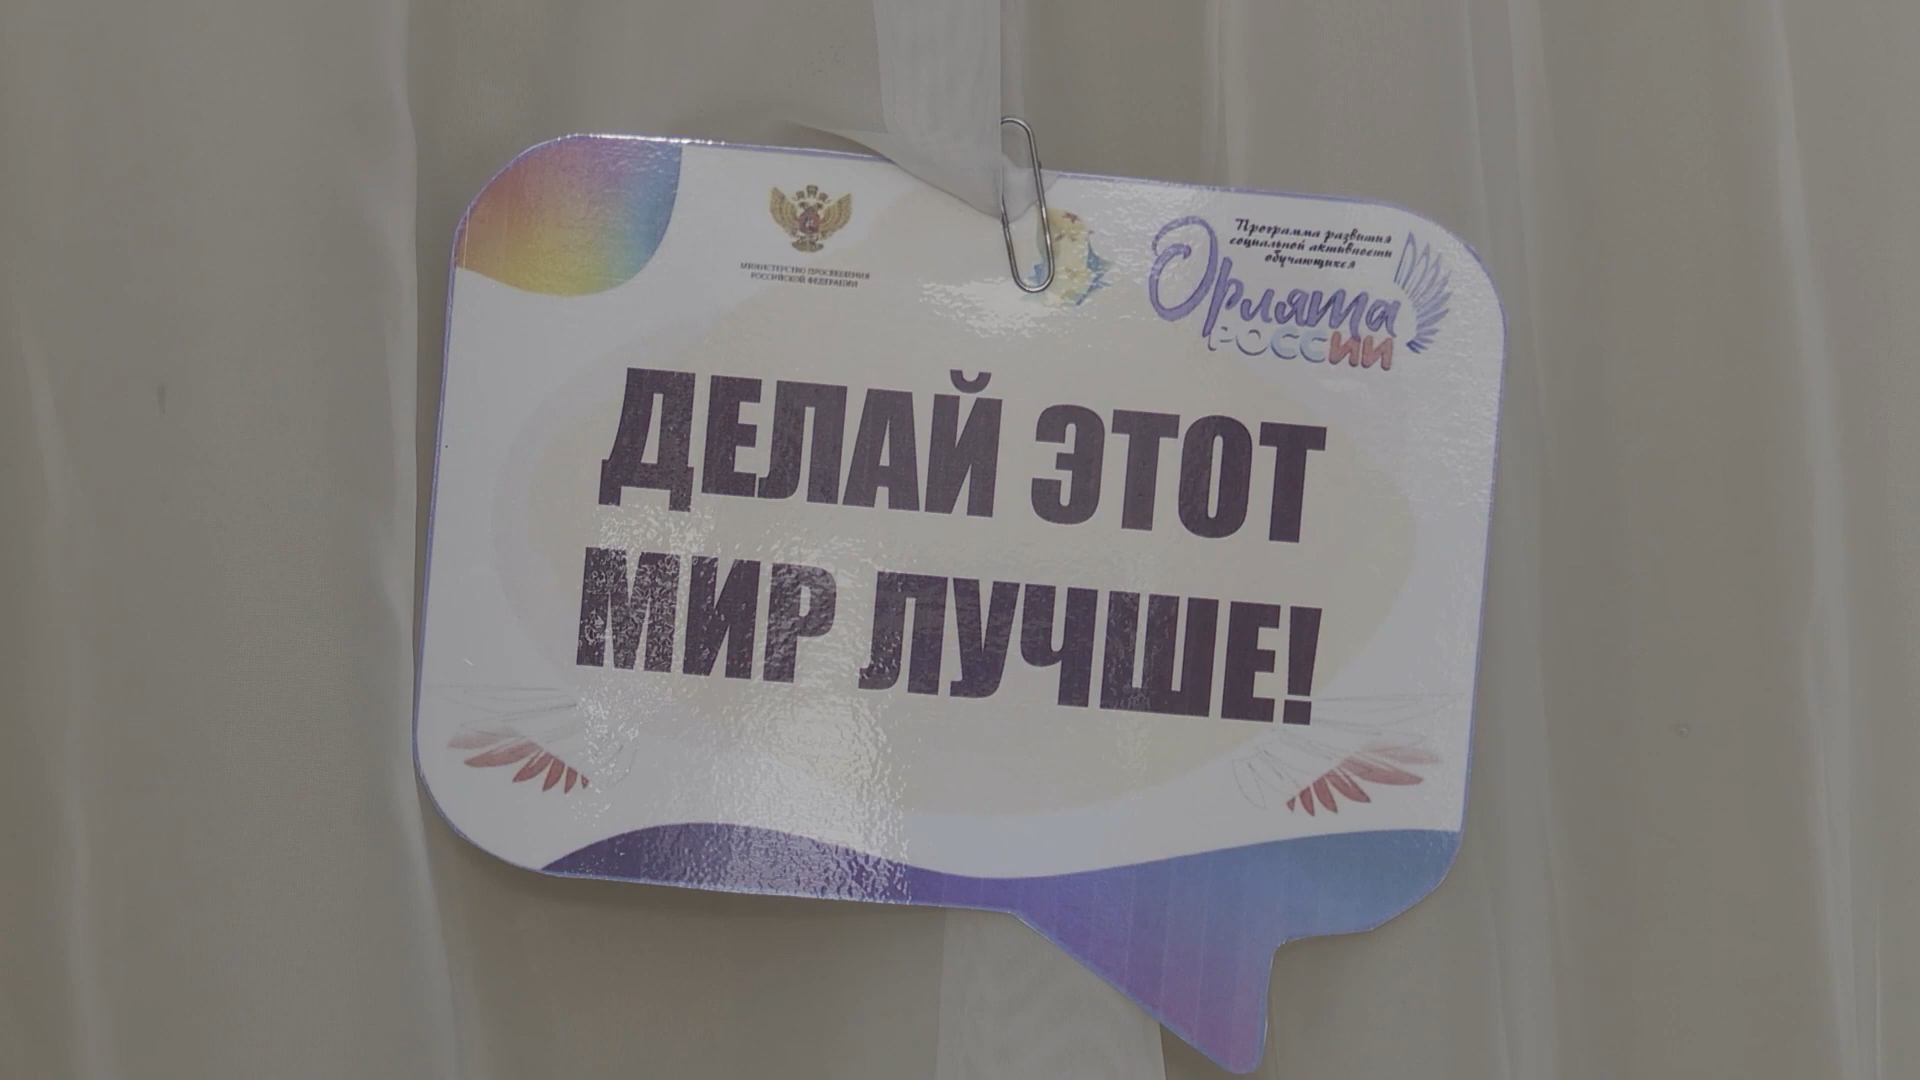 МИНИСТЕРСТВО ПРОСВЕЩЕНИЯ
РОССИЙСКОЙ ФЕДЕРАЦИИ
Программа развития
социальной активности
обучающихся
Орлята
РОССИИ
ДЕЛАЙ ЭТОТ
МИР ЛУЧШЕ!